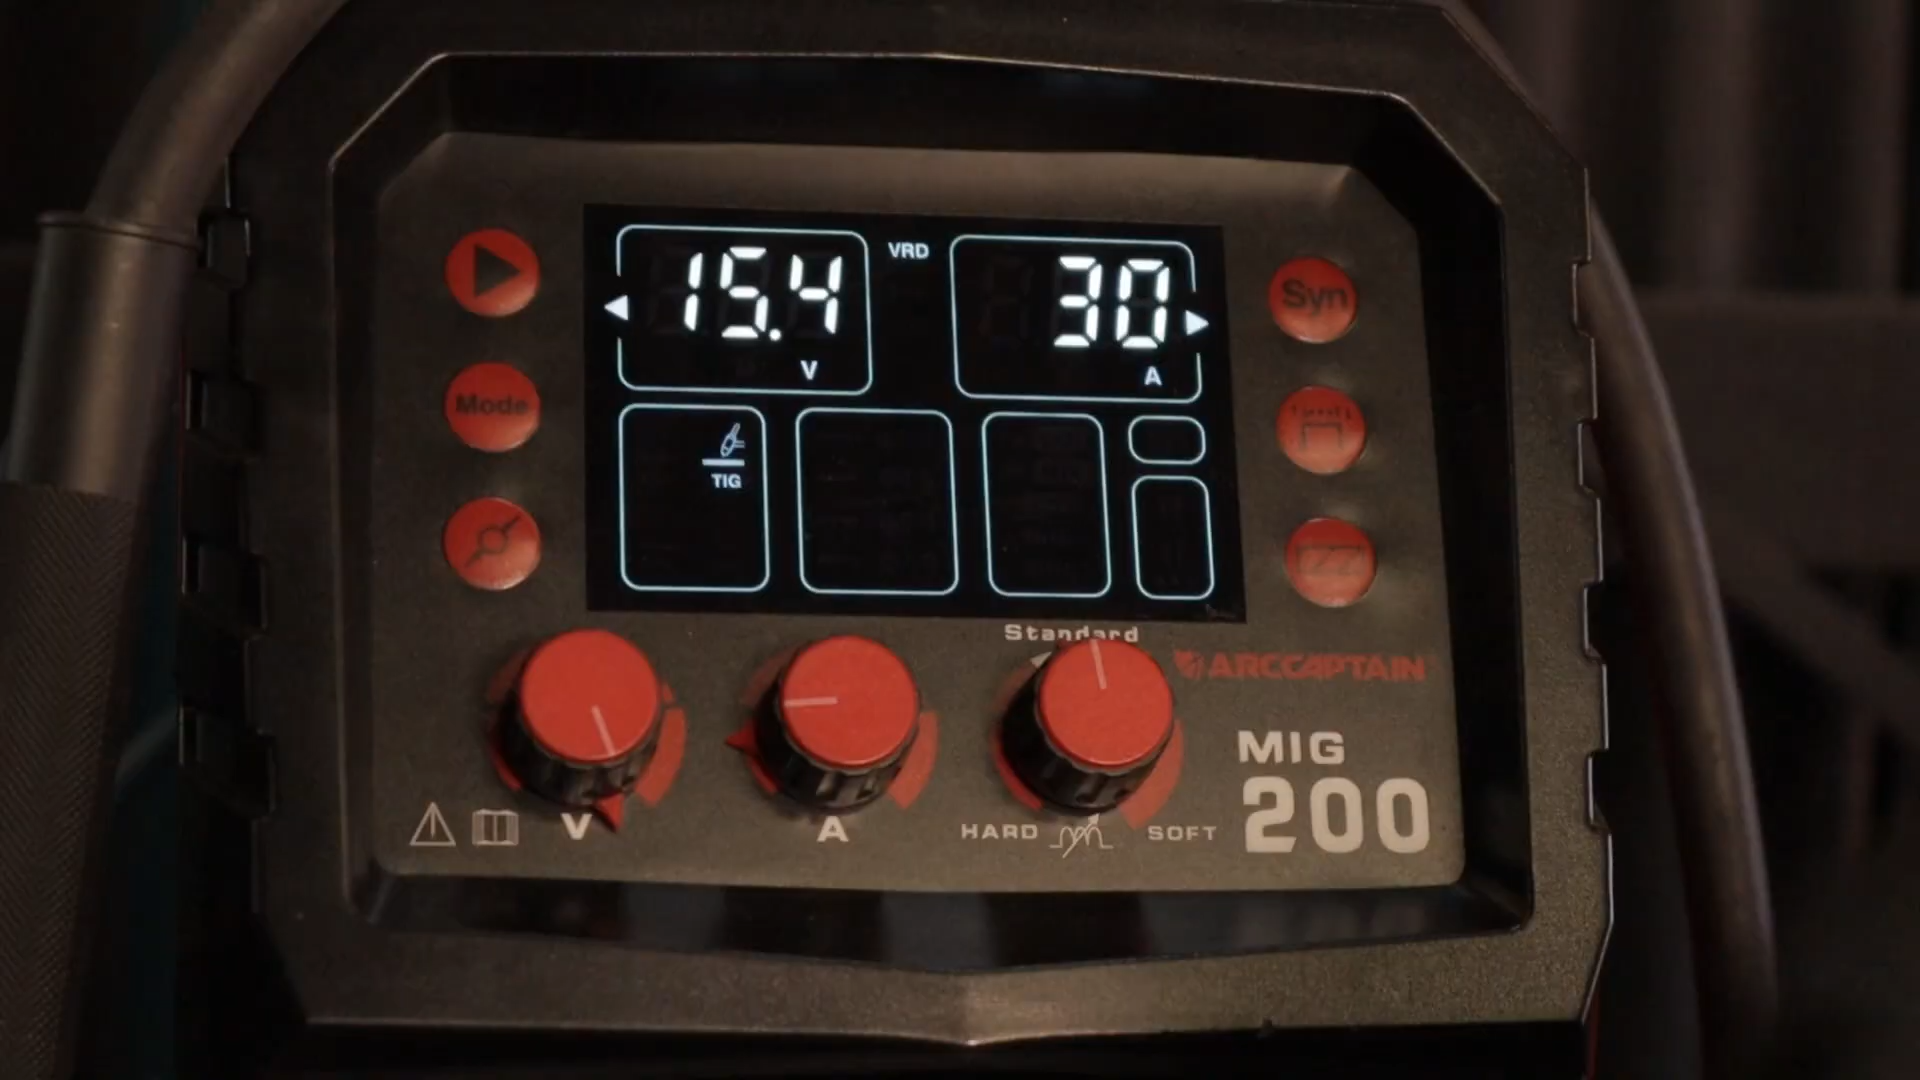 15.4
V
VRD
30
A
TIG
Mode
Syn
Standard
ARCCAPTAIN
MIG
200
V
A
HARD
SOFT